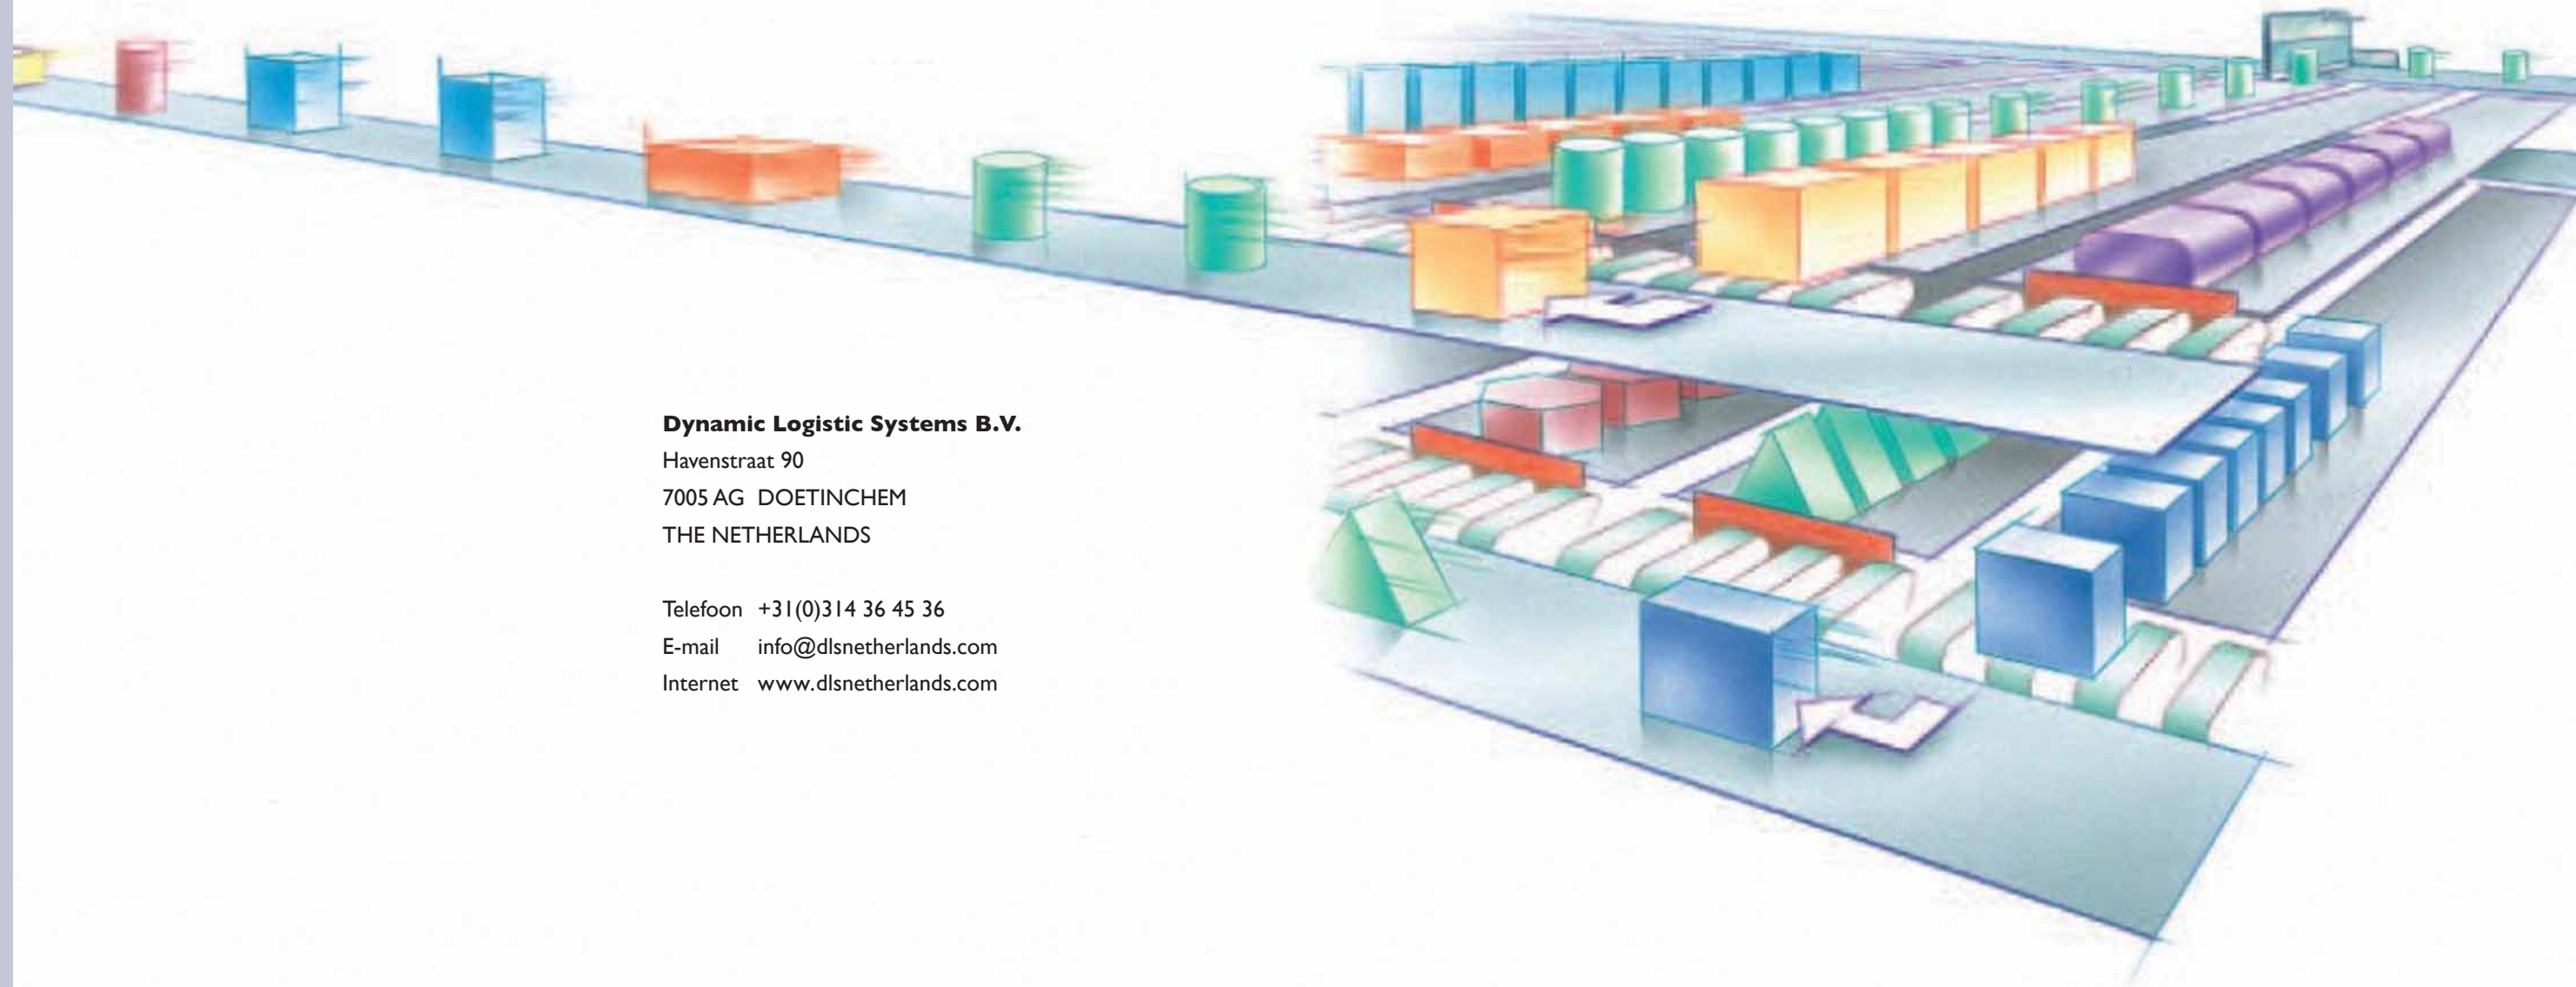 Dynamic Logistic Systems B.V.
Havenstraat 90
7005 AG DOETINCHEM
THE NETHERLANDS
Telefoon +31(0)314 36 45 36
E-mail info@dlsnetherlands.com
Internet www.dlsnetherlands.com